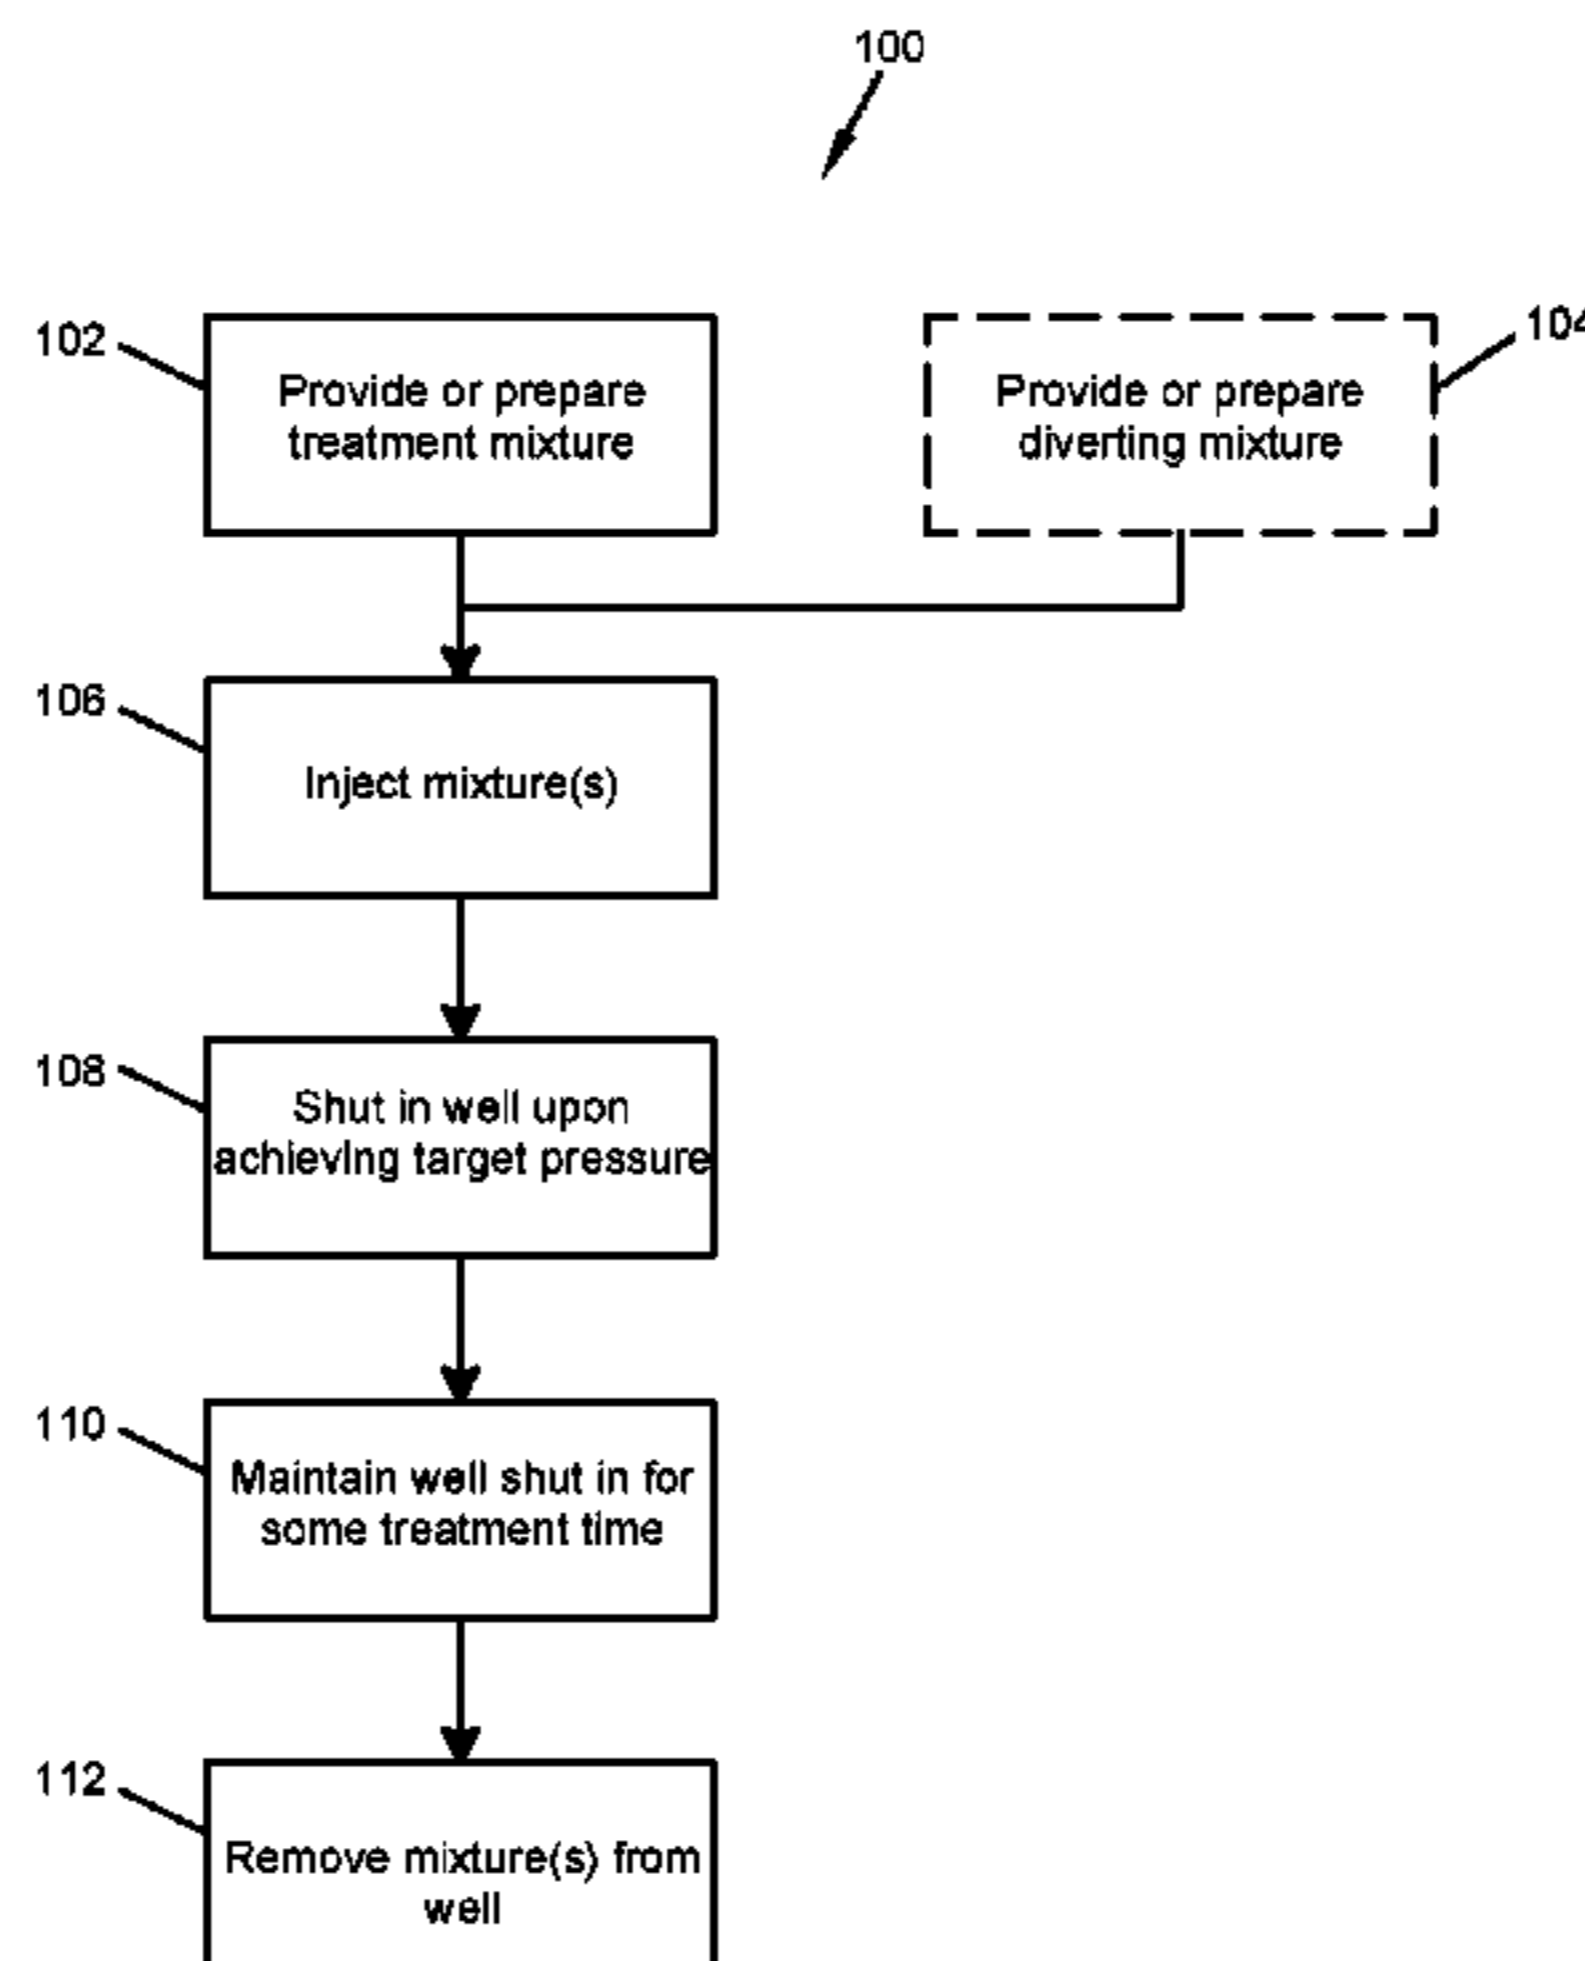 100
102
Provide or prepare
treatment mixture
Provide or prepare
diverting mixture
104
106
Inject mixture(s)
108
Shut in well upon
achieving target pressure
110
Maintain well shut in for
some treatment time
112
Remove mixture(s) from
well